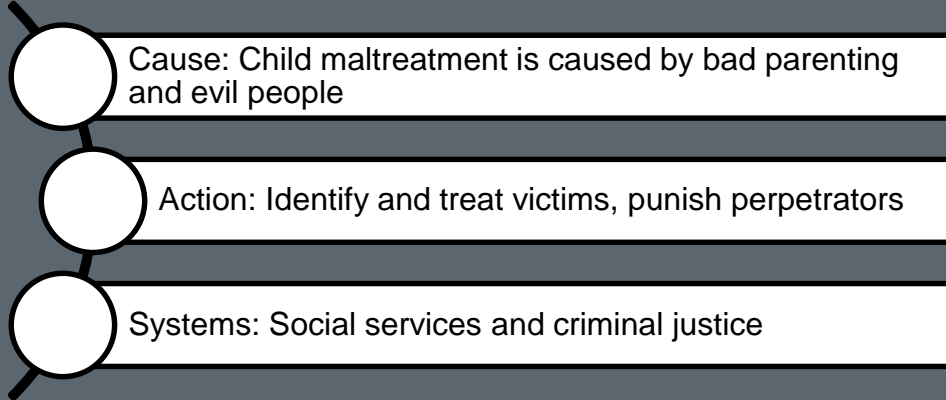 Cause: Child maltreatment is caused by bad parenting
and evil people
Action: Identify and treat victims, punish perpetrators
Systems: Social services and criminal justice